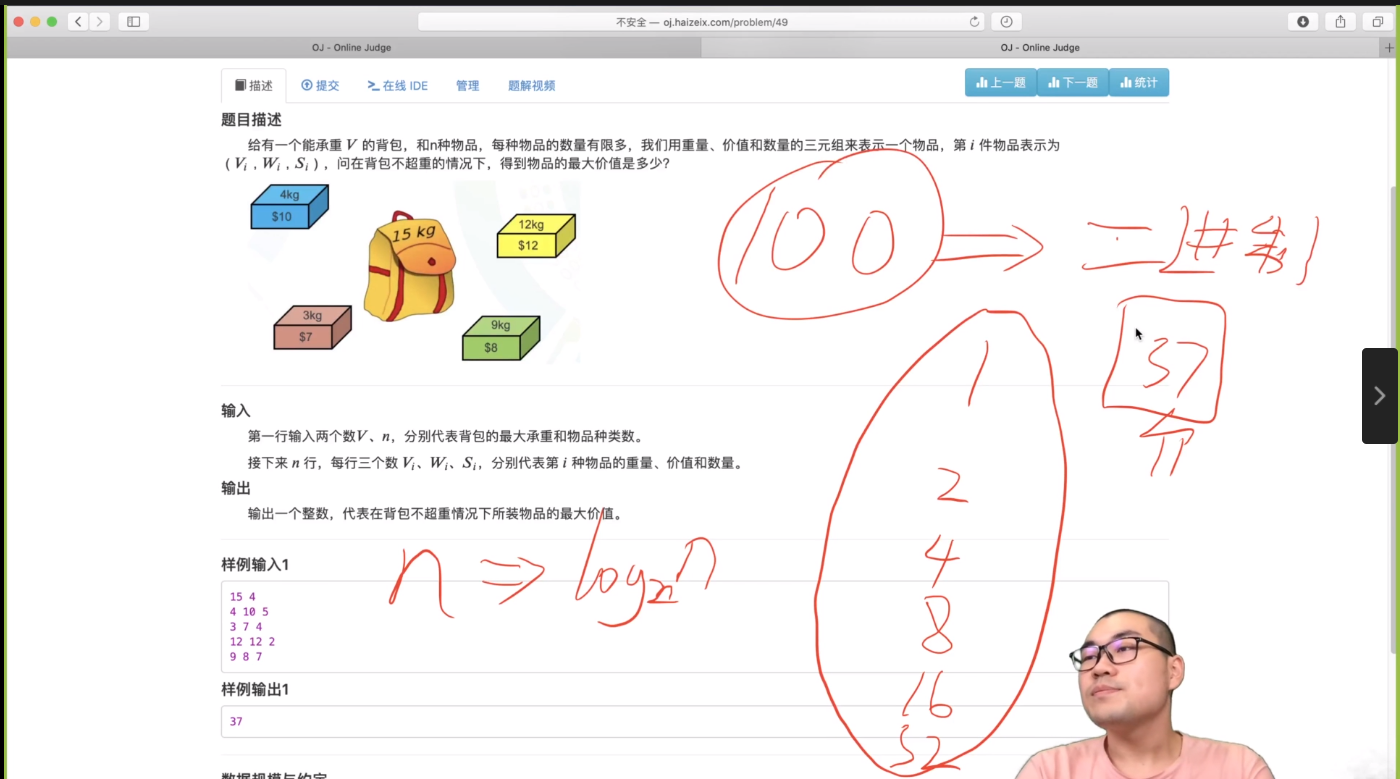 不安全 — oj.haizeix.com/problem/49
OJ - Online Judge
OJ - Online Judge
描述
提交
在线 IDE
管理
题解视频
上一题
下一题
统计
题目描述
给有一个能承重 V 的背包，和n种物品，每种物品的数量有限多，我们用重量、价值和数量的三元组来表示一个物品，第 i 件物品表示为
（Vi，Wi，Si），问在背包不超重的情况下，得到物品的最大价值是多少？
4kg
$10
15 kg
12kg
$12
3kg
$7
9kg
$8
100 ⇒ 二
37
1
2
4
8
16
32
输入
第一行输入两个数V、n，分别代表背包的最大承重和物品种类数。
接下来 n 行，每行三个数 Vi、Wi、Si，分别代表第 i 种物品的重量、价值和数量。
输出
输出一个整数，代表在背包不超重情况下所装物品的最大价值。
n ⇒ log2n
样例输入1
15 4
4 10 5
3 7 4
12 12 2
9 8 7
样例输出1
37
数据规模与约定